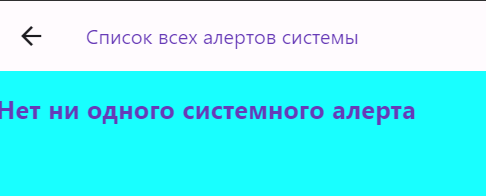 Список всех алертов системы
Нет ни одного системного алерта